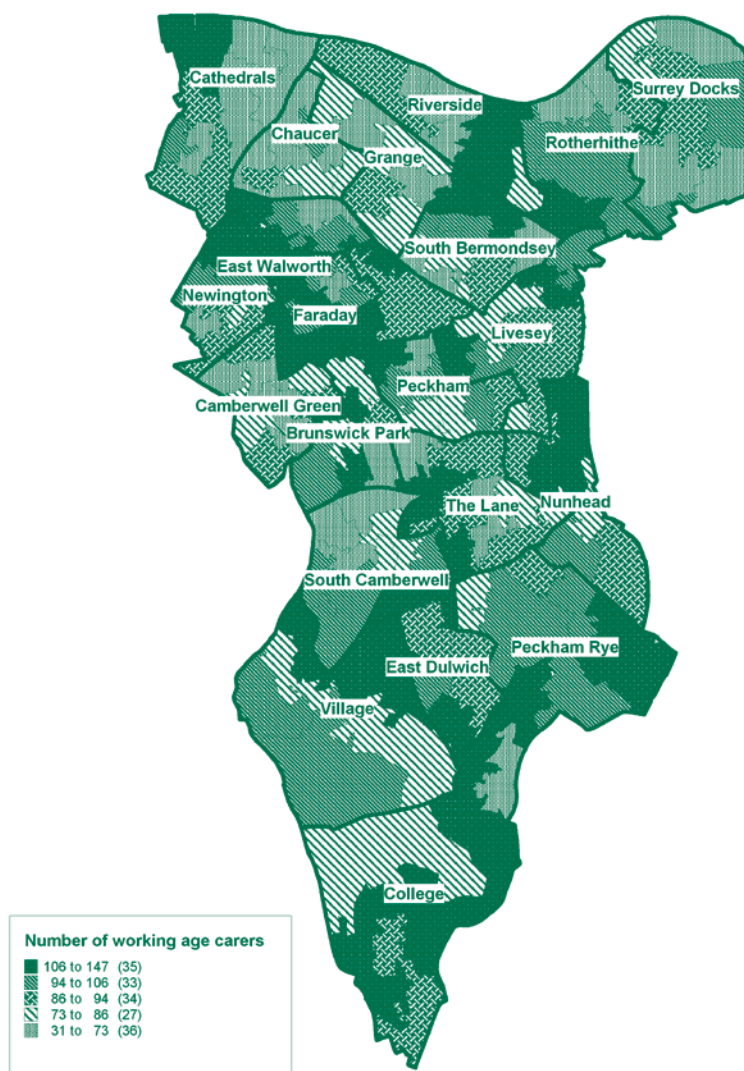 Cathedrals
Riverside
Surrey Docks
Chaucer
Rotherhithe
Grange
South Bermondsey
East Walworth
Newington
Faraday
Livesey
Peckham
Camberwell Green
Brunswick Park
The Lane
Nunhead
South Camberwell
Peckham Rye
East Dulwich
Village
College
Number of working age carers
106 to 147 (35)
94 to 106 (33)
86 to 94 (34)
73 to 86 (27)
31 to 73 (36)